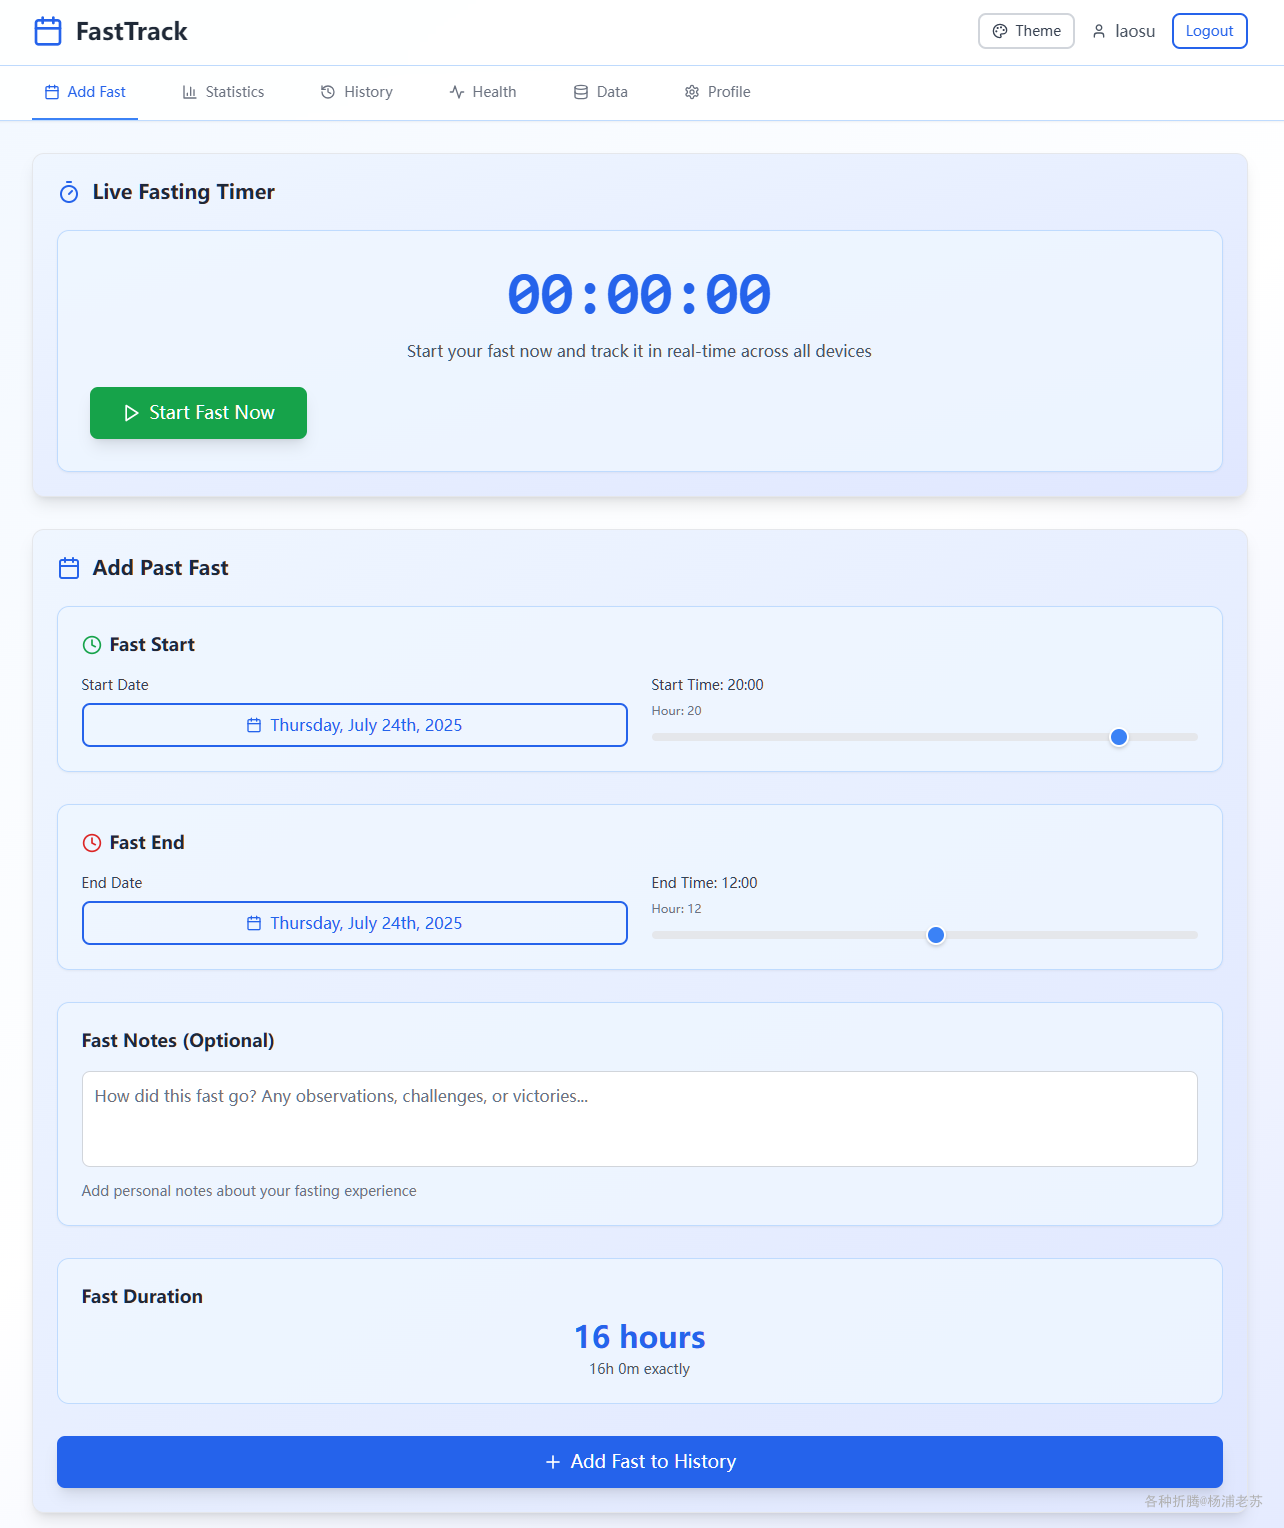 FastTrack
Theme
laosu
Logout
Add Fast
Statistics
History
Health
Data
Profile
Live Fasting Timer
00:00:00
Start your fast now and track it in real-time across all devices
Start Fast Now
Add Past Fast
Fast Start
Start Date
Start Time: 20:00
Hour: 20
Thursday, July 24th, 2025
Fast End
End Date
End Time: 12:00
Hour: 12
Thursday, July 24th, 2025
Fast Notes (Optional)
How did this fast go? Any observations, challenges, or victories...
Add personal notes about your fasting experience
Fast Duration
16 hours
16h 0m exactly
Add Fast to History
各种折腾@杨浦老苏